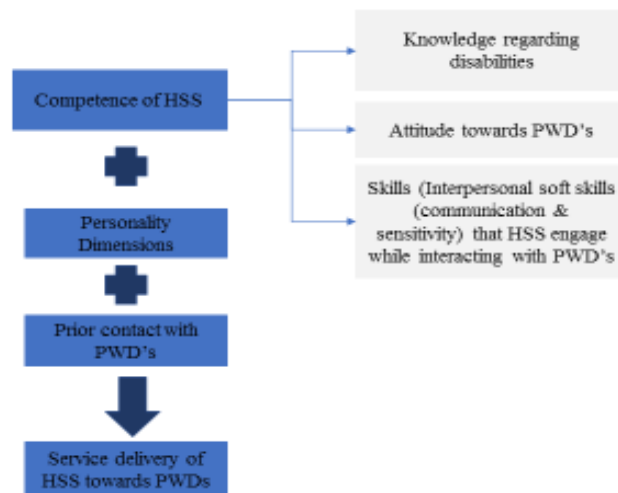 Knowledge regarding
disabilities
Competence of HSS
Attitude towards PWD's
Skills (Interpersonal soft skills
(communication &
sensitivity) that HSS engage
while interacting with PWD's
Personality
Dimensions
Prior contact with
PWD's
Service delivery of
HSS towards PWDs